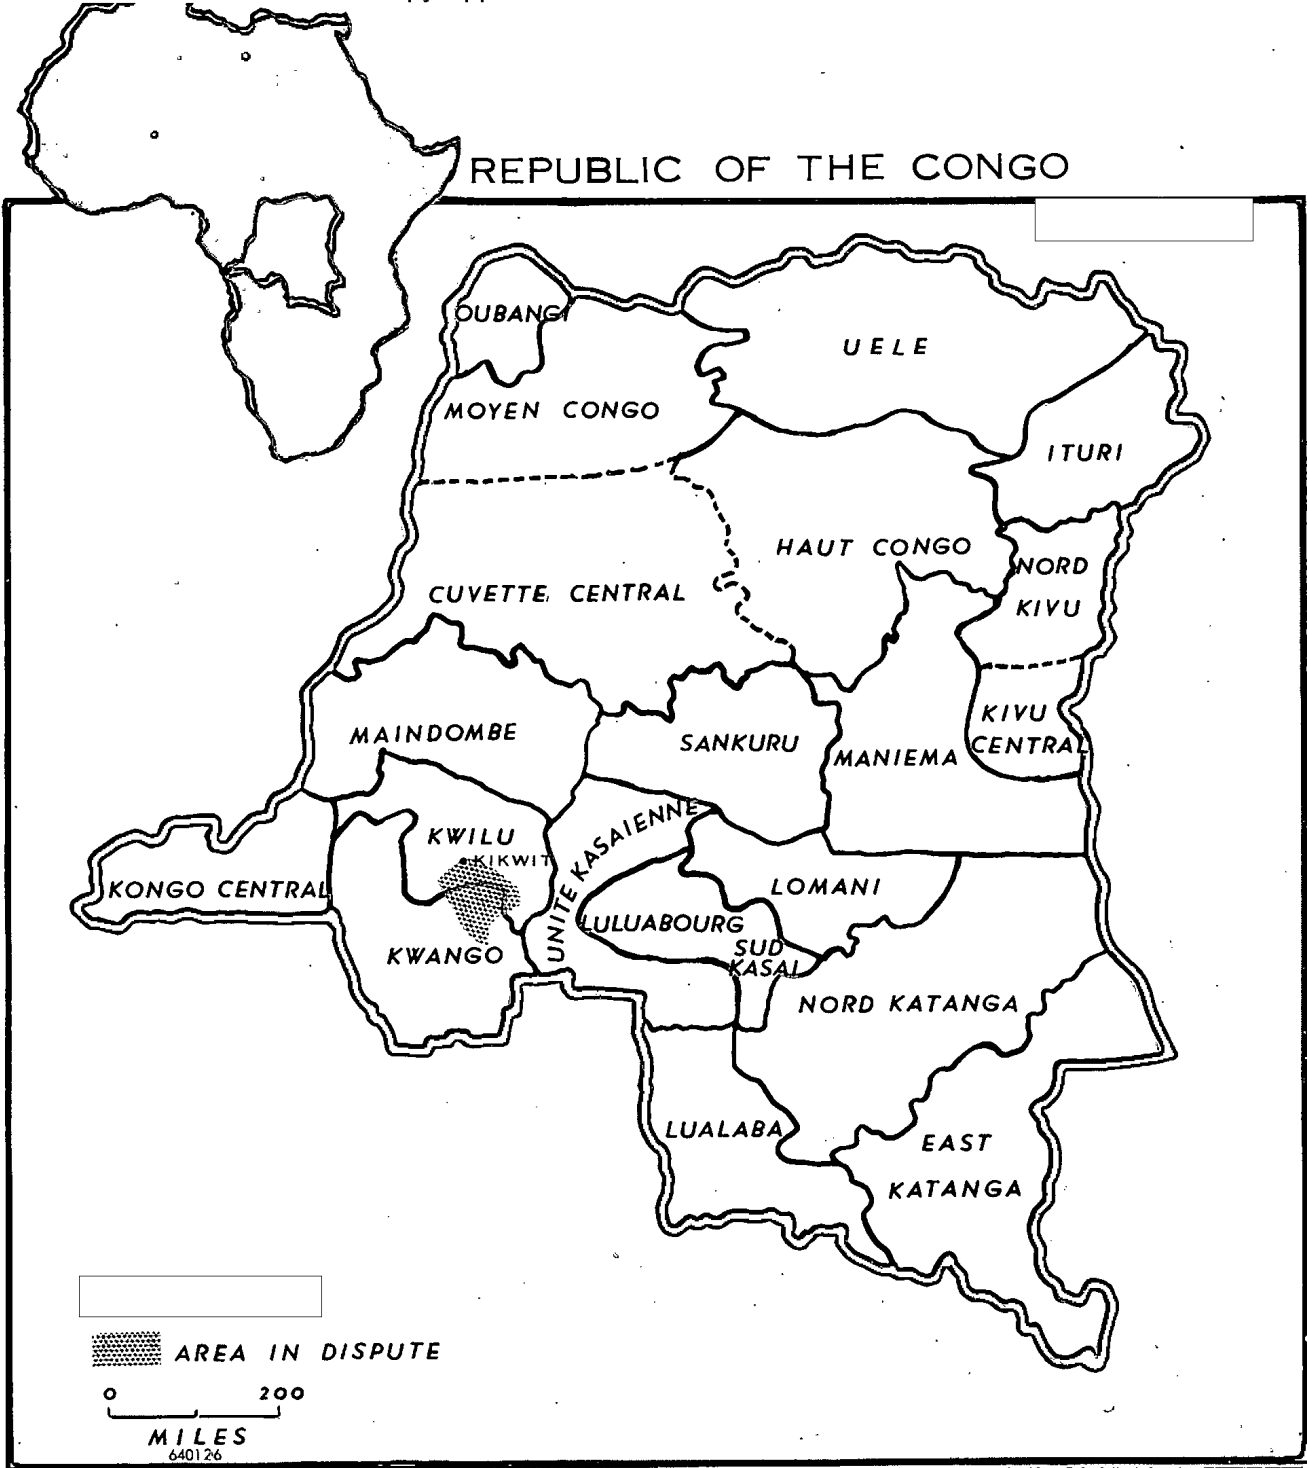 REPUBLIC OF THE CONGO
OUBANGI
UELE
MOYEN CONGO
ITURI
HAUT CONGO
NORD
KIVU
CUVETTE CENTRAL
KIVU
CENTRAL
MAINDOMBE
SANKURU
MANIEMA
UNITE KASAIENNE
KWILU
KIKWIT
KONGO CENTRAL
LOMANI
LULUABOURG
SUD
KASAI
KWANGO
NORD KATANGA
LUALABA
EAST
KATANGA
AREA IN DISPUTE
0 200
MILES
640126